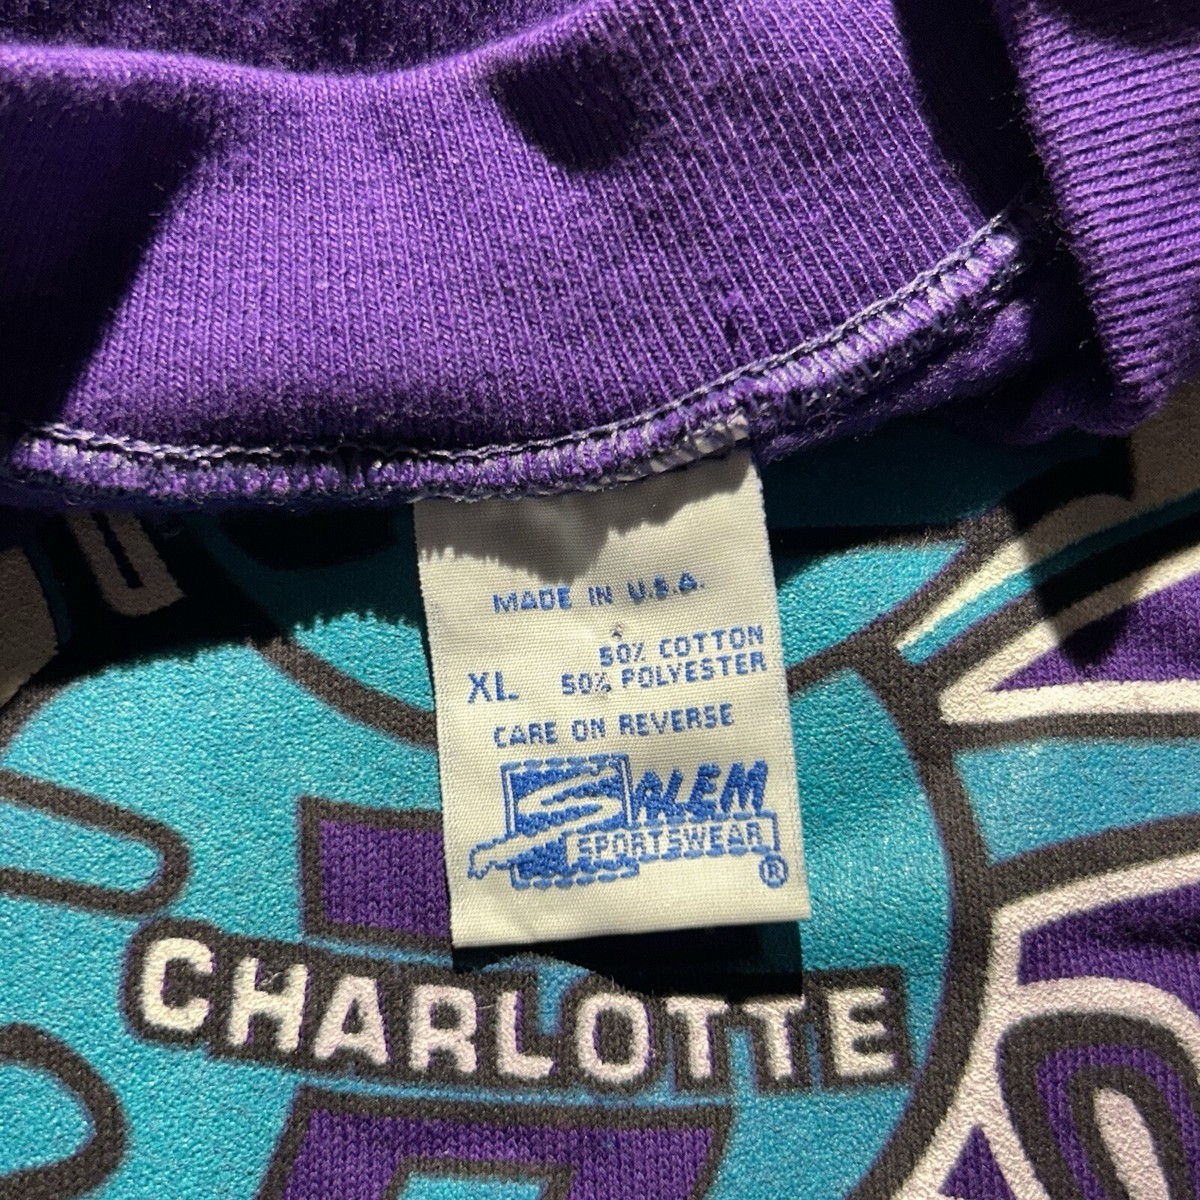 MADE IN U.S.A.
50% COTTON
XL 50% POLYESTER
CARE ON REVERSE
SALEM
SPORTSWEAR
®
CHARLOTTE